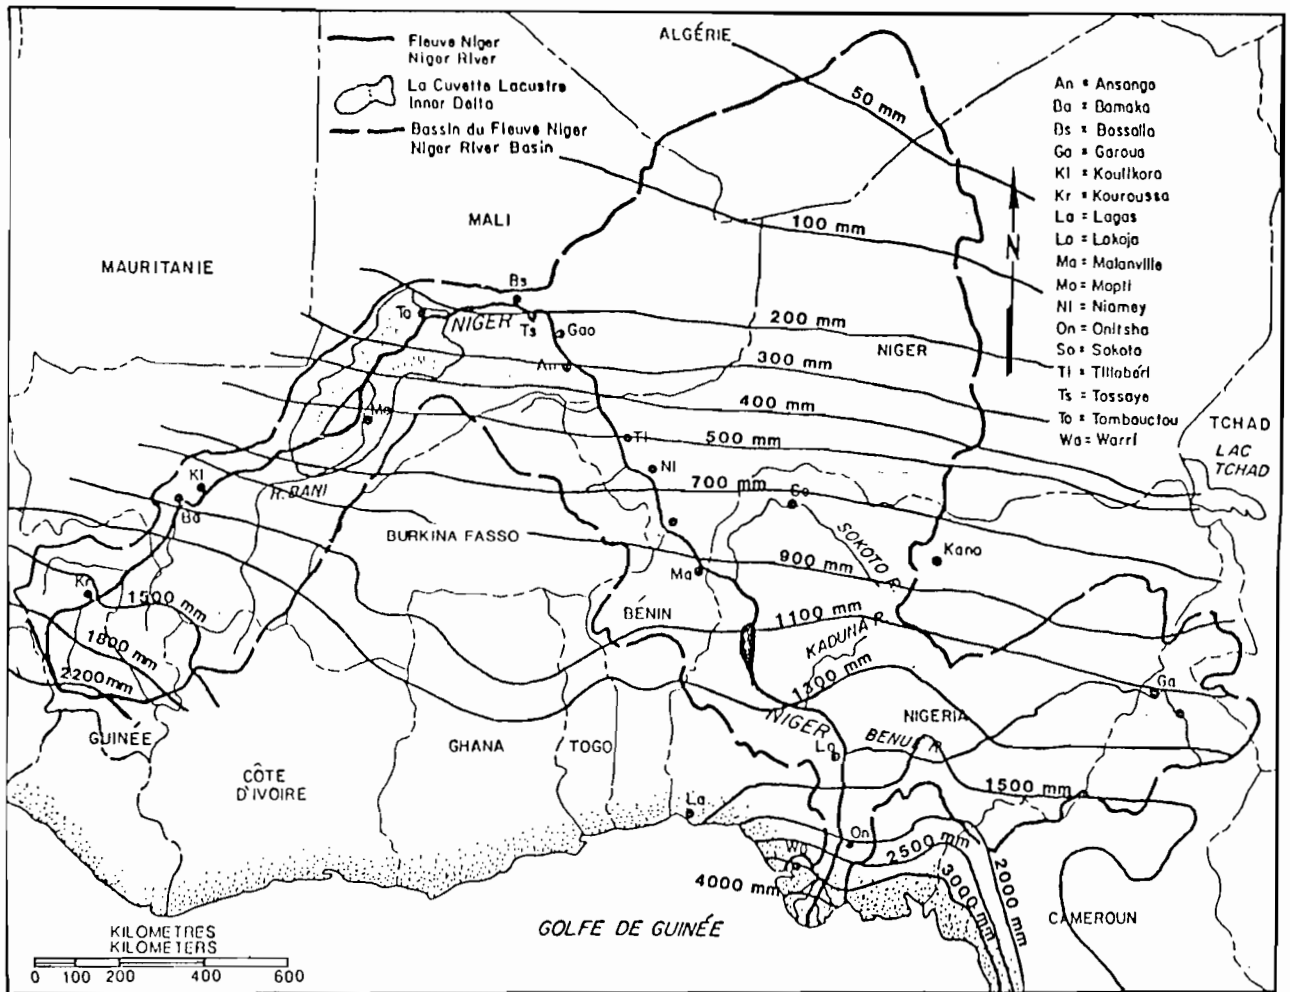 Fleuve Niger
Niger River
La Cuvette Lacustre
Inner Delta
Bassin du Fleuve Niger
Niger River Basin
ALGÉRIE
50 mm
An = Ansango
Ba = Bamako
Bs = Bossalla
Ga = Garoua
Kl = Koulikora
Kr = Kouroussa
La = Lagas
Lo = Lokoja
Ma = Malanville
Mo = Mopti
NI = Niamey
On = Onitsha
So = Sokoto
TI = Tillabéri
Ts = Tossaye
To = Tombouctou
Wa = Warri
N
MALI
100 mm
MAURITANIE
Bs
To
NIGER
Ts
Gao
200 mm
NIGER
300 mm
An
400 mm
Mo
500 mm
TI
TCHAD
LAC
TCHAD
NI
700 mm
Kl
R. BANI
So
Ba
BURKINA FASSO
SOKOTO R.
900 mm
Kano
Ma
Kr
1500 mm
BENIN
1100 mm
KADUNA R.
1800 mm
2200 mm
1300 mm
Ga
GUINÉE
NIGER
NIGERIA
BENUE R.
Lo
GHANA
TOGO
CÔTE
D'IVOIRE
1500 mm
La
On
2500 mm
Wa
4000 mm
3000 mm
2000 mm
CAMEROUN
GOLFE DE GUINÉE
KILOMETRES
KILOMETERS
0 100 200 400 600